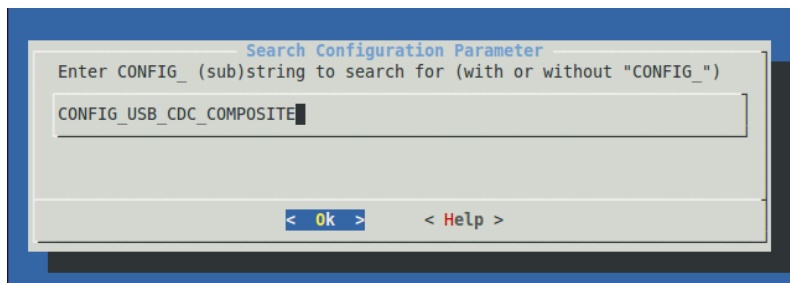 Search Configuration Parameter
Enter CONFIG_ (sub)string to search for (with or without "CONFIG_")
CONFIG_USB_CDC_COMPOSITE
<  Ok  >      < Help >